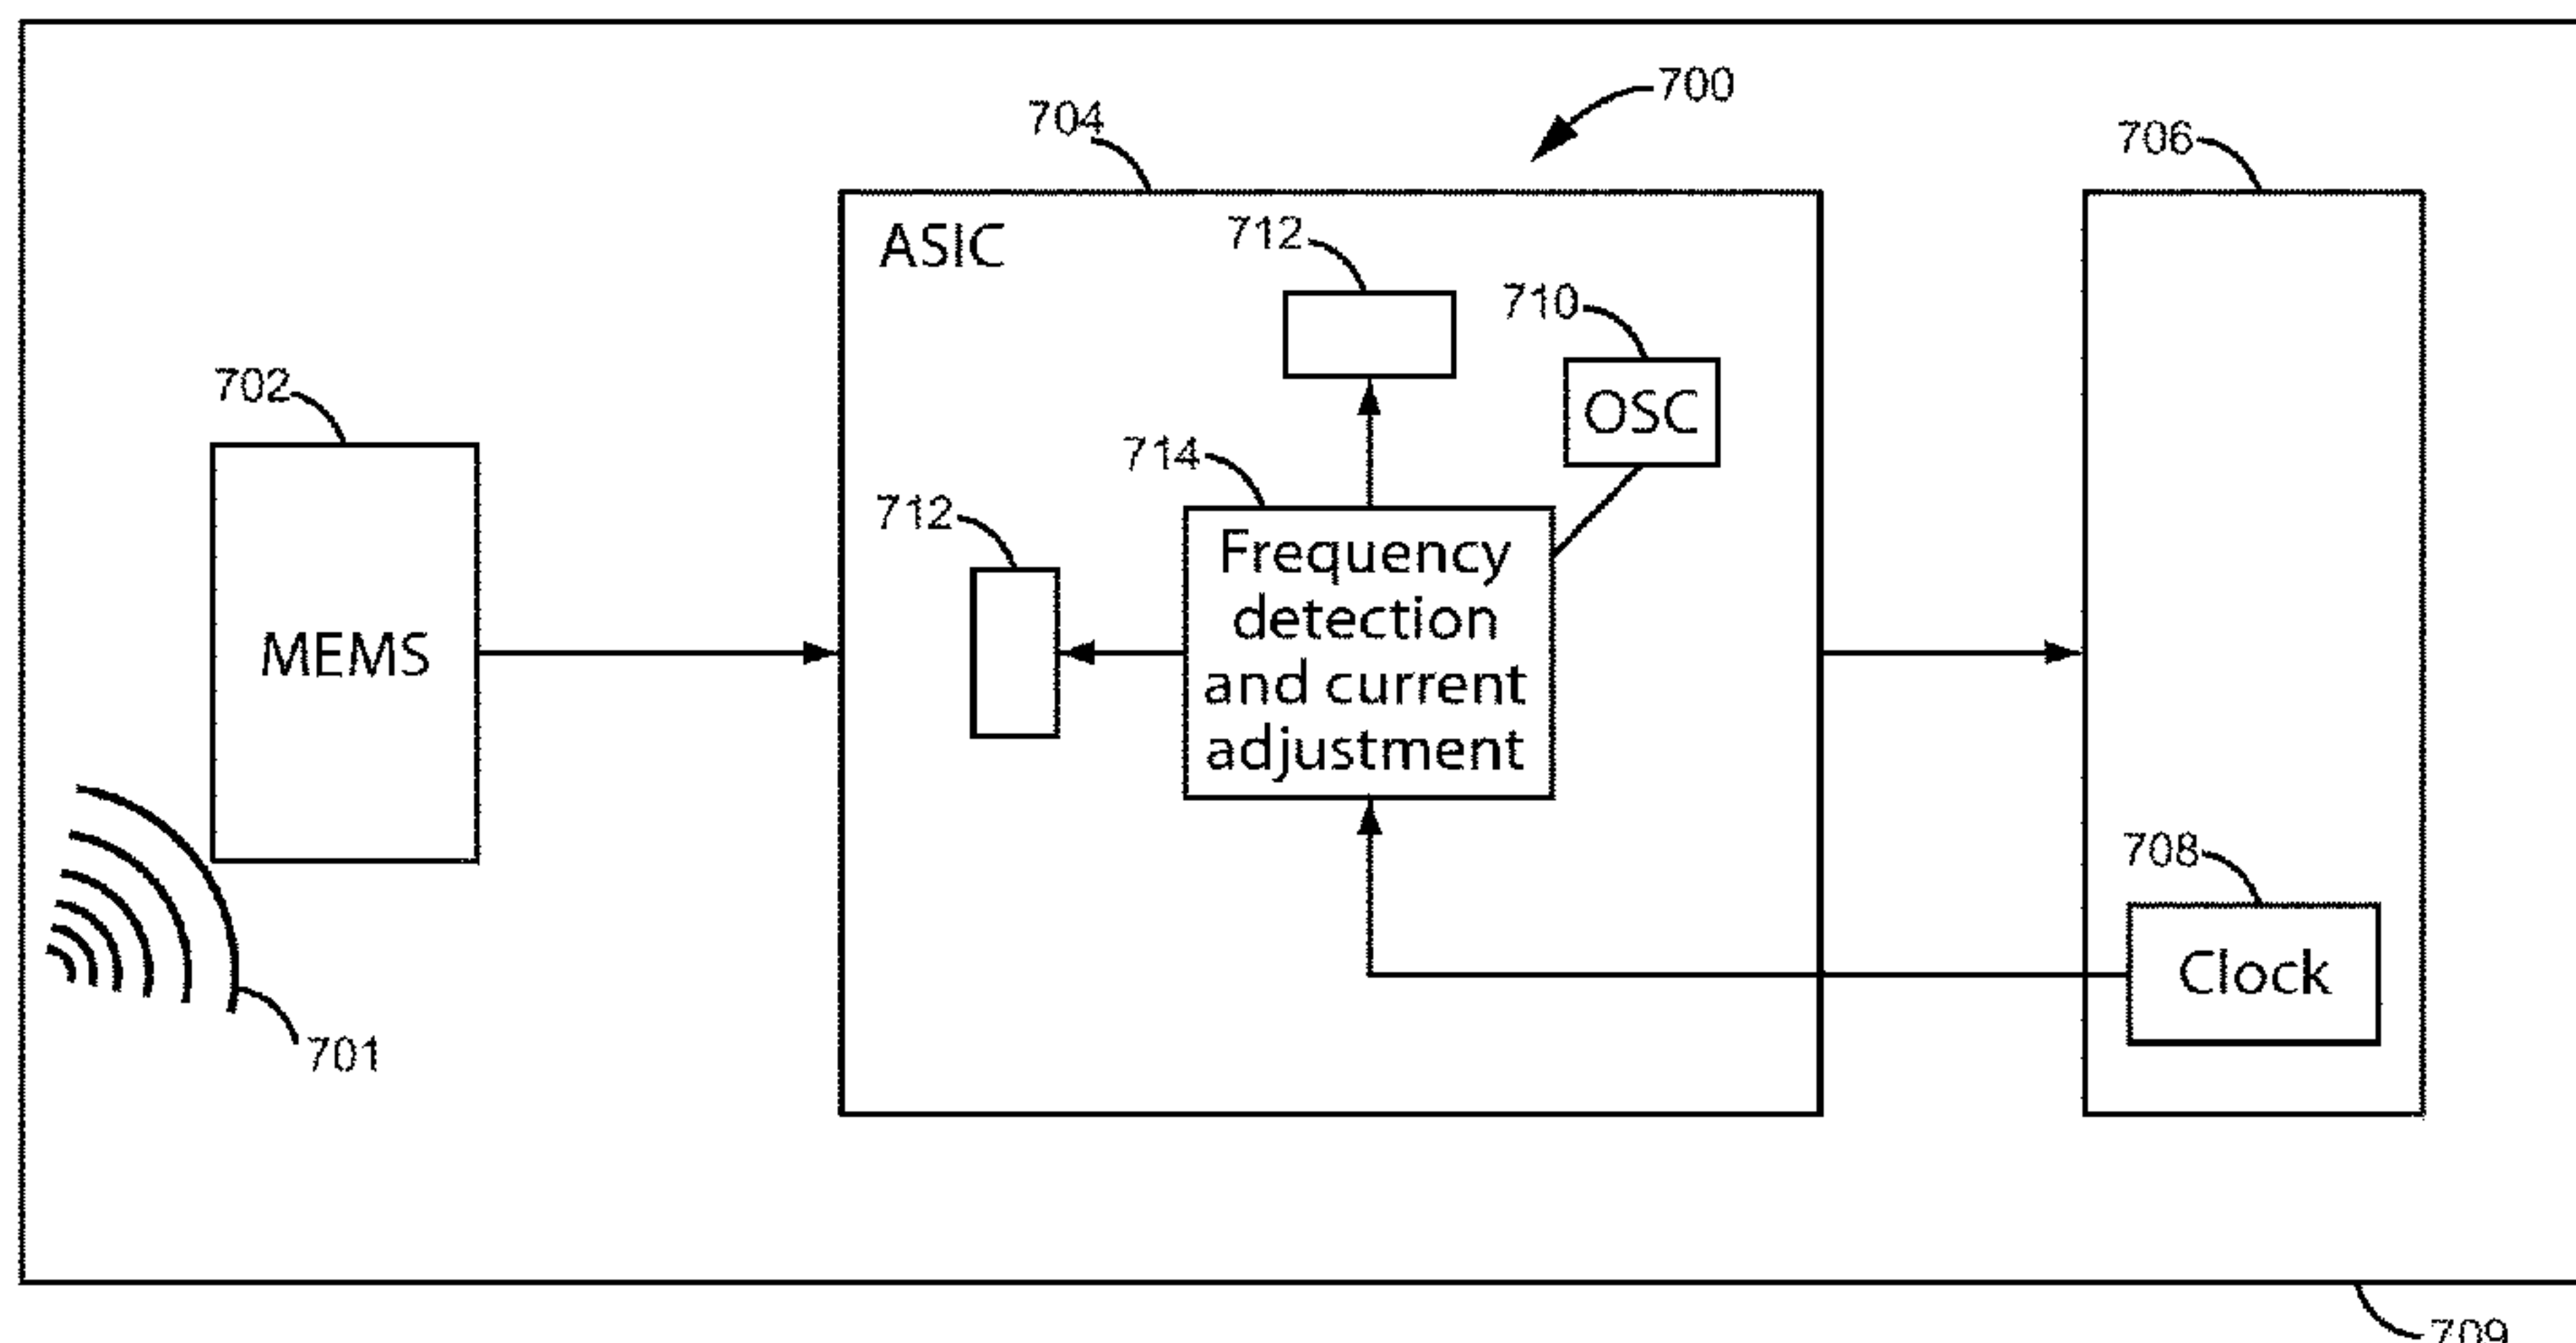 700
704
706
ASIC
712
710
OSC
702
714
712
Frequency
detection
and current
adjustment
MEMS
708
Clock
701
709